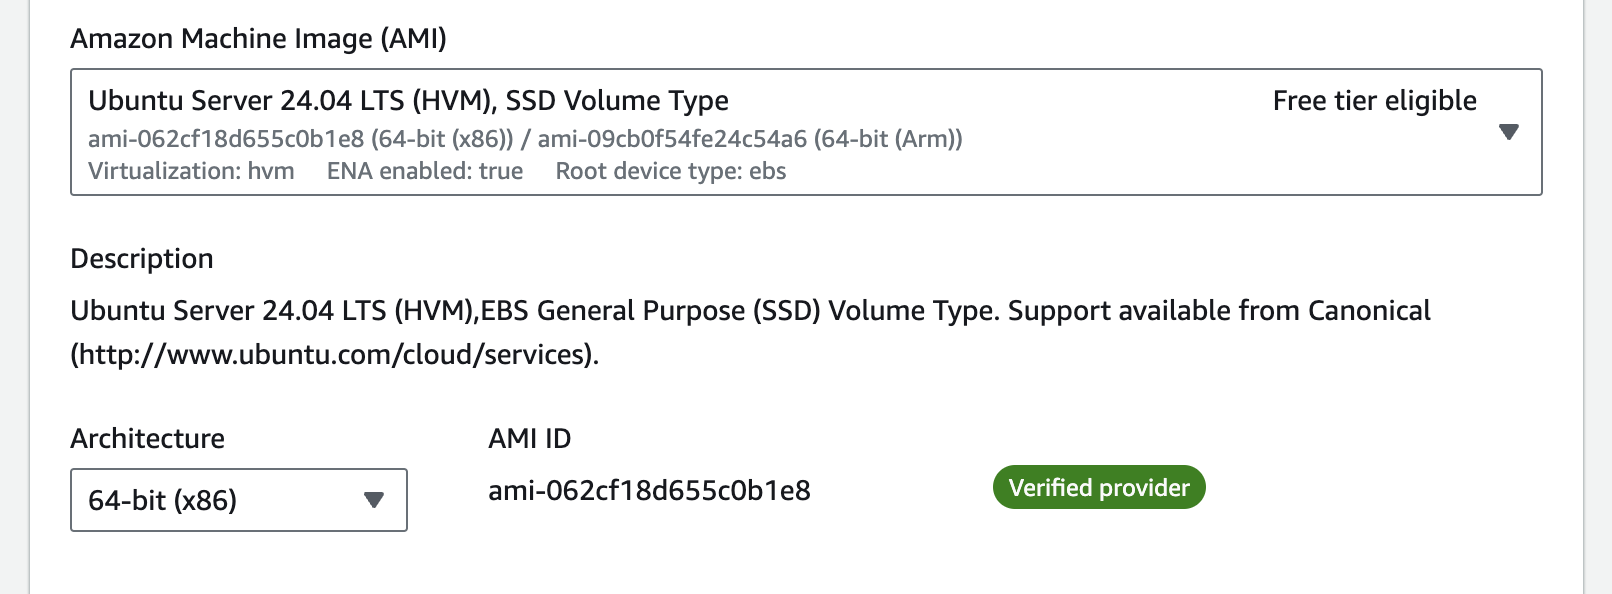 Amazon Machine Image (AMI)
Ubuntu Server 24.04 LTS (HVM), SSD Volume Type
Free tier eligible
ami-062cf18d655c0b1e8 (64-bit (x86)) / ami-09cb0f54fe24c54a6 (64-bit (Arm))
Virtualization: hvm ENA enabled: true Root device type: ebs
Description
Ubuntu Server 24.04 LTS (HVM),EBS General Purpose (SSD) Volume Type. Support available from Canonical
(http://www.ubuntu.com/cloud/services).
Architecture
AMI ID
64-bit (x86)
ami-062cf18d655c0b1e8
Verified provider